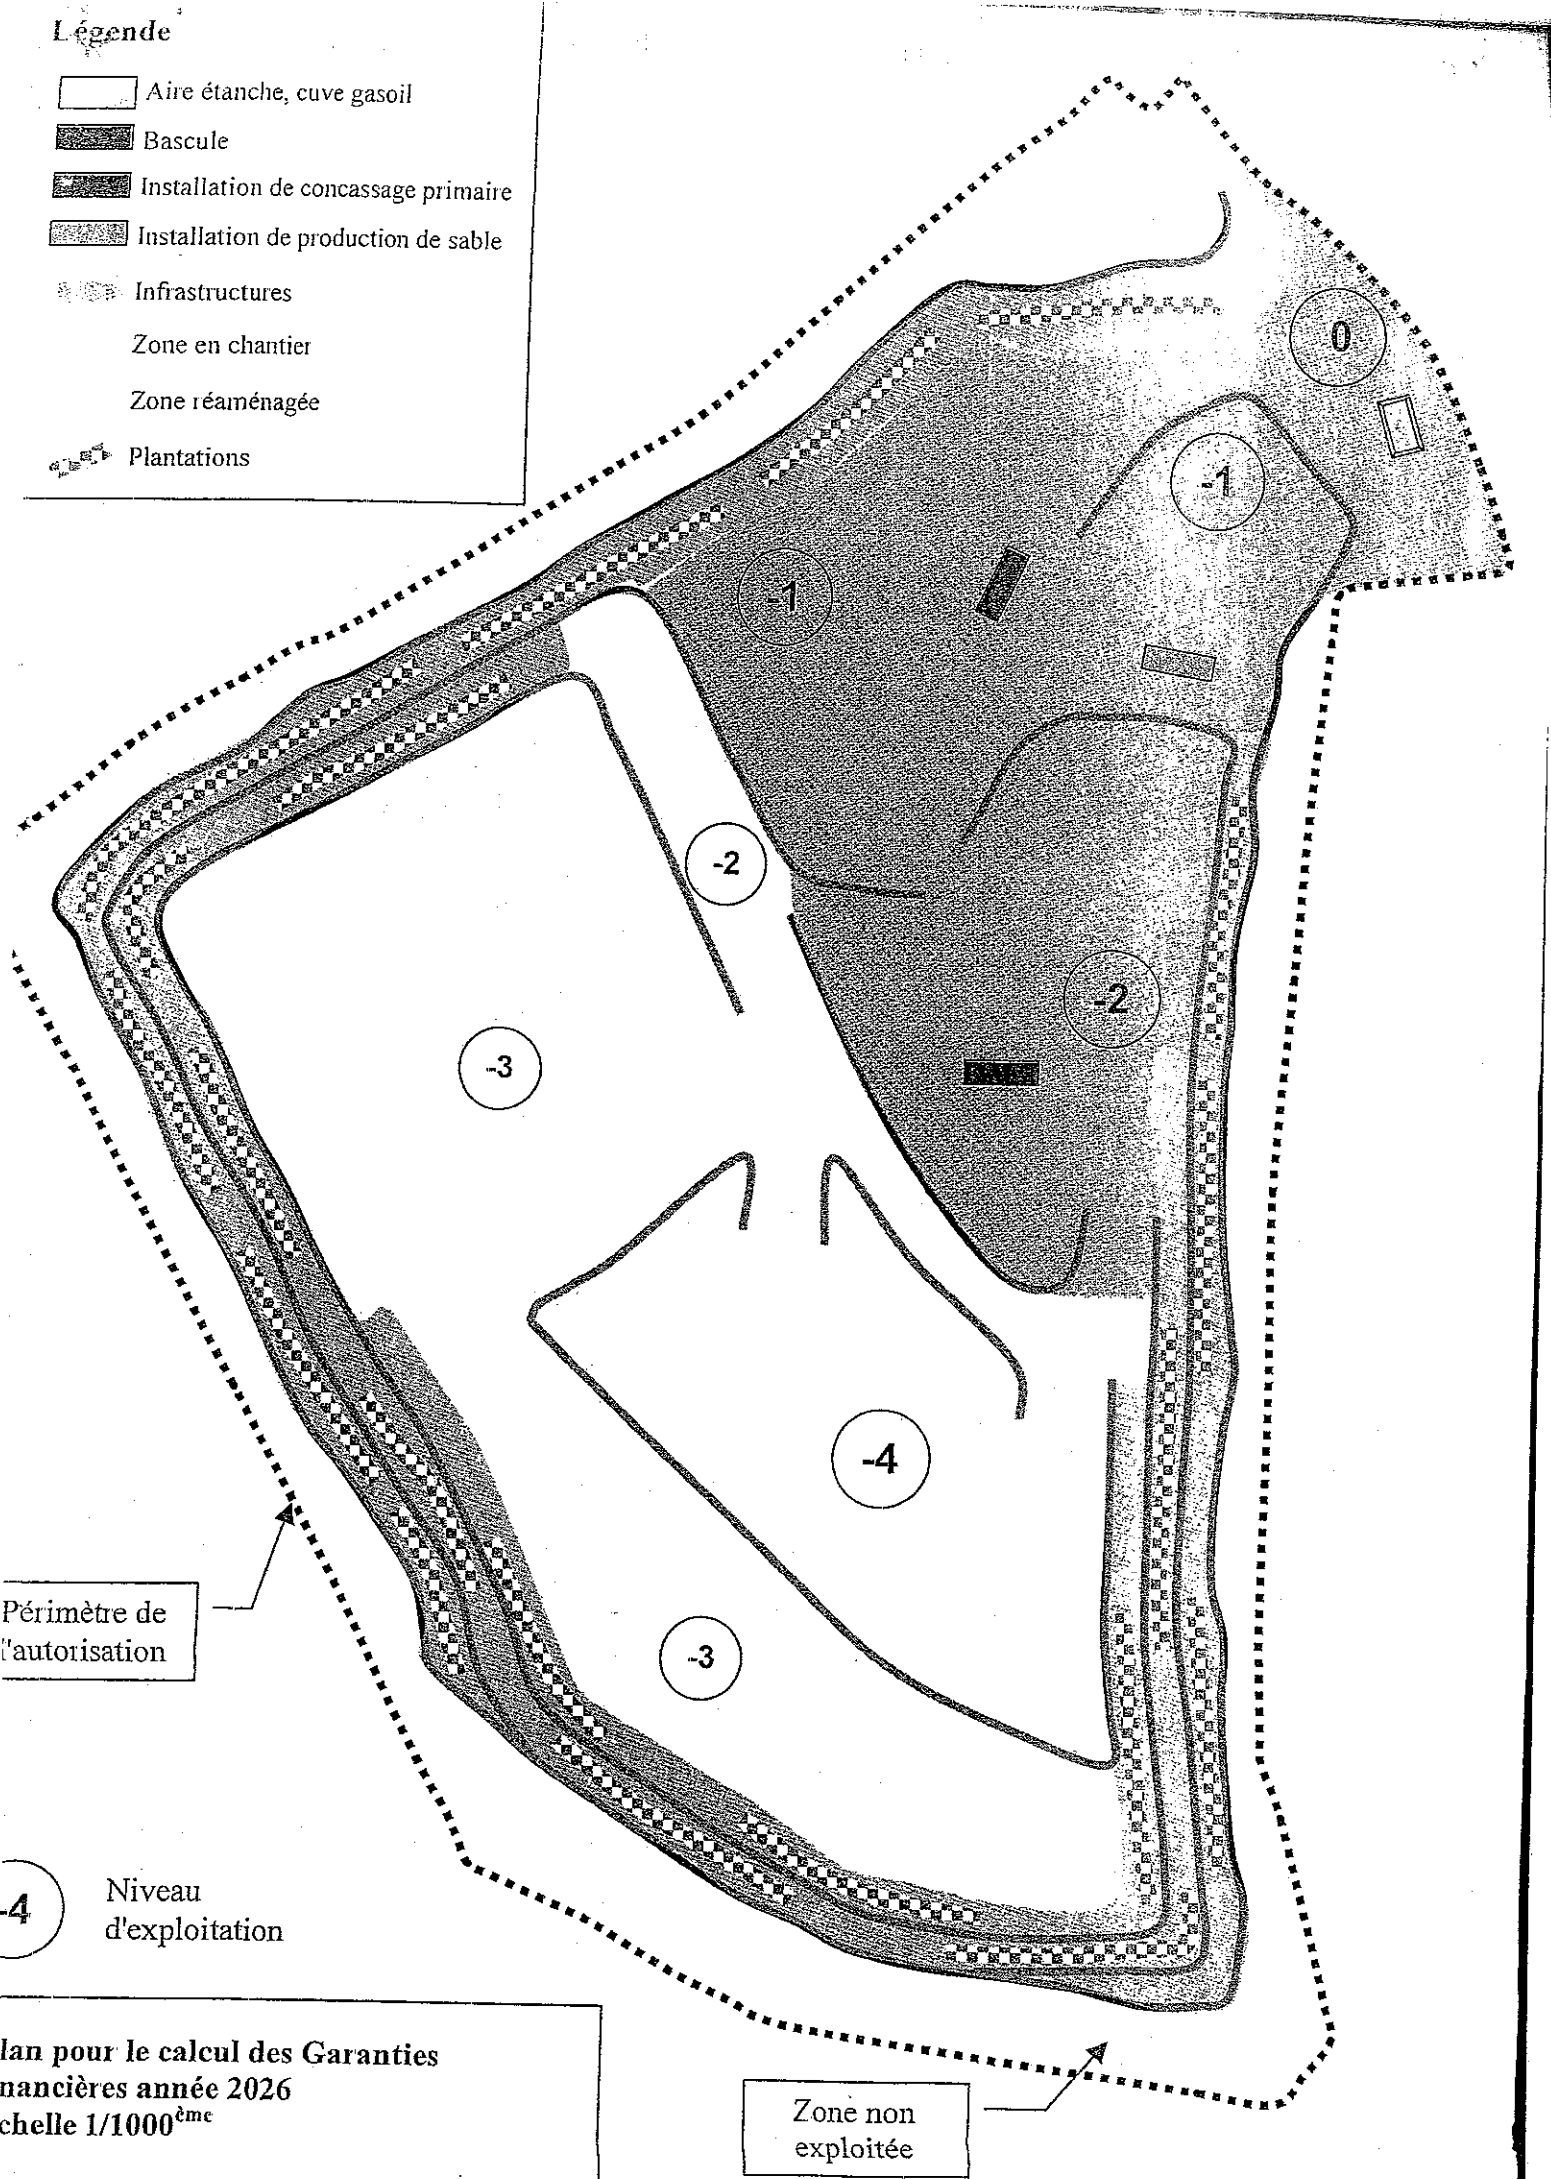 Légende
Aire étanche, cuve gasoil
Bascule
Installation de concassage primaire
Installation de production de sable
Infrastructures
Zone en chantier
Zone réaménagée
Plantations
0
-1
-1
-2
-2
-3
-4
-3
Périmètre de
l'autorisation
-4
Niveau
d'exploitation
lan pour le calcul des Garanties
nancières année 2026
chelle 1/1000ème
Zone non
exploitée